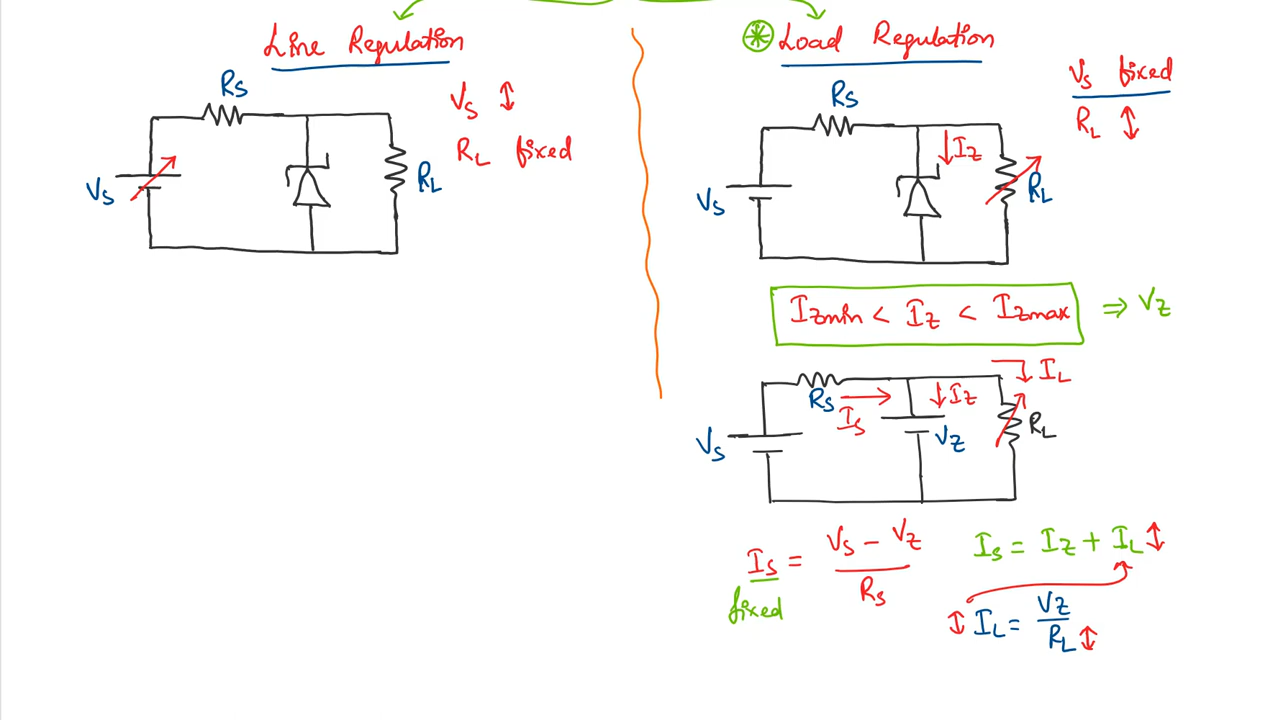 Line Regulation
Rs
Vs ↕
RL fixed
Vs
RL
⊛ Load Regulation
Vs fixed
RL ↕
Rs
↓Iz
Vs
RL
Izmin < Iz < Izmax ⇒ Vz
IL
Rs
Is
↓Iz
Vz
Vs
RL
Is = Vs − Vz / Rs
fixed
Is = Iz + IL ↕
↕ IL = Vz / RL ↕